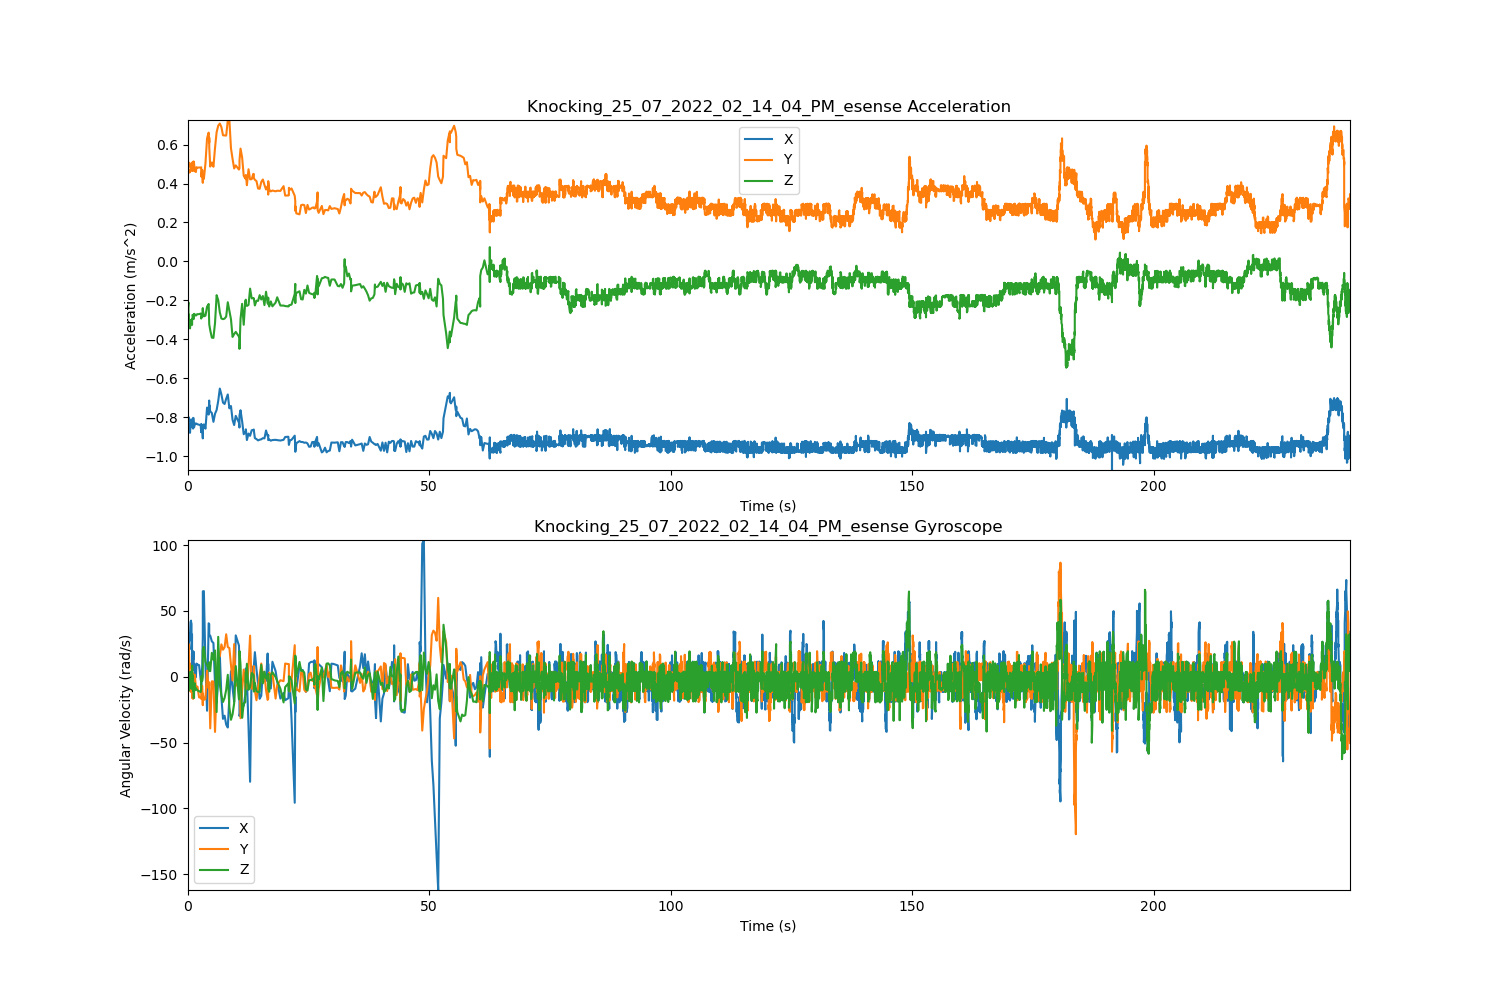 Knocking_25_07_2022_02_14_04_PM_esense Acceleration
Acceleration (m/s^2)
0.6
0.4
0.2
0.0
−0.2
−0.4
−0.6
−0.8
−1.0
X
Y
Z
0 50 100 150 200
Time (s)
Knocking_25_07_2022_02_14_04_PM_esense Gyroscope
Angular Velocity (rad/s)
100
50
0
−50
−100
−150
X
Y
Z
0 50 100 150 200
Time (s)